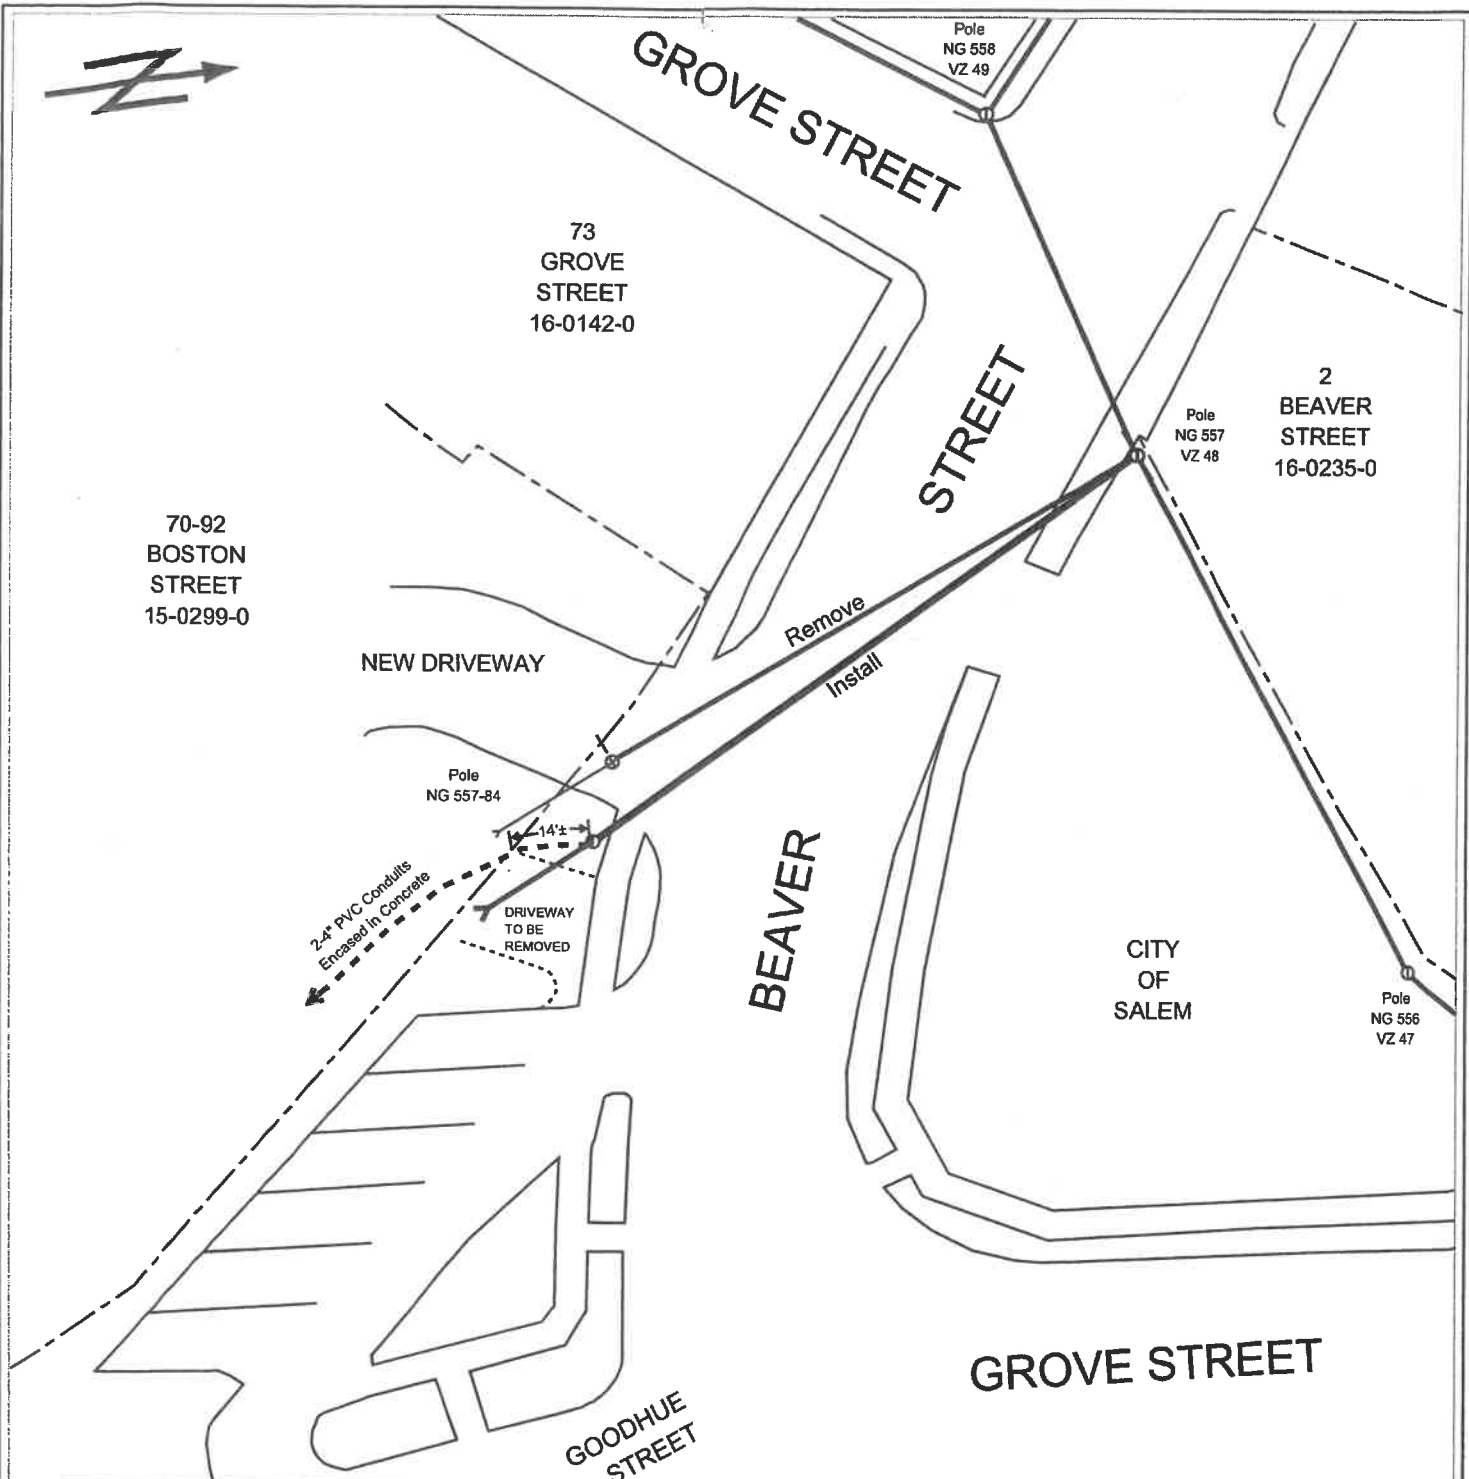 Pole
NG 558
VZ 49
GROVE STREET
73
GROVE
STREET
16-0142-0
STREET
2
BEAVER
STREET
16-0235-0
Pole
NG 557
VZ 48
70-92
BOSTON
STREET
15-0299-0
Remove
Install
NEW DRIVEWAY
Pole
NG 557-84
14'±
2-4" PVC Conduits
Encased in Concrete
DRIVEWAY
TO BE
REMOVED
BEAVER
CITY
OF
SALEM
Pole
NG 556
VZ 47
GROVE STREET
GOODHUE
STREET